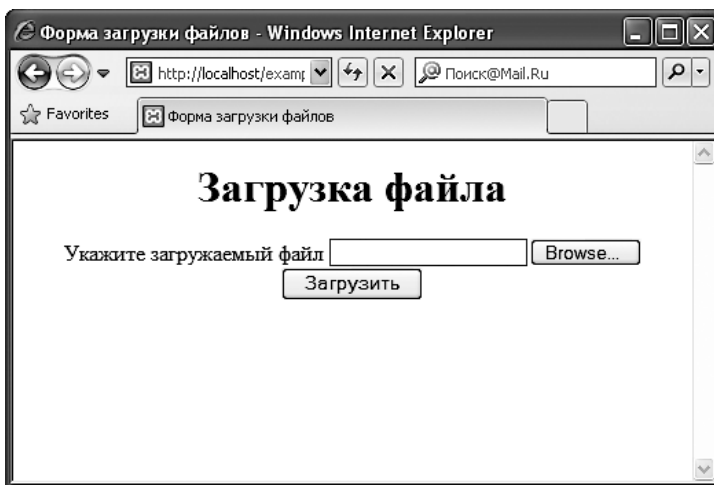 Форма загрузки файлов - Windows Internet Explorer
http://localhost/examp
Поиск@Mail.Ru
Favorites
Форма загрузки файлов
Загрузка файла
Укажите загружаемый файл Browse...
Загрузить